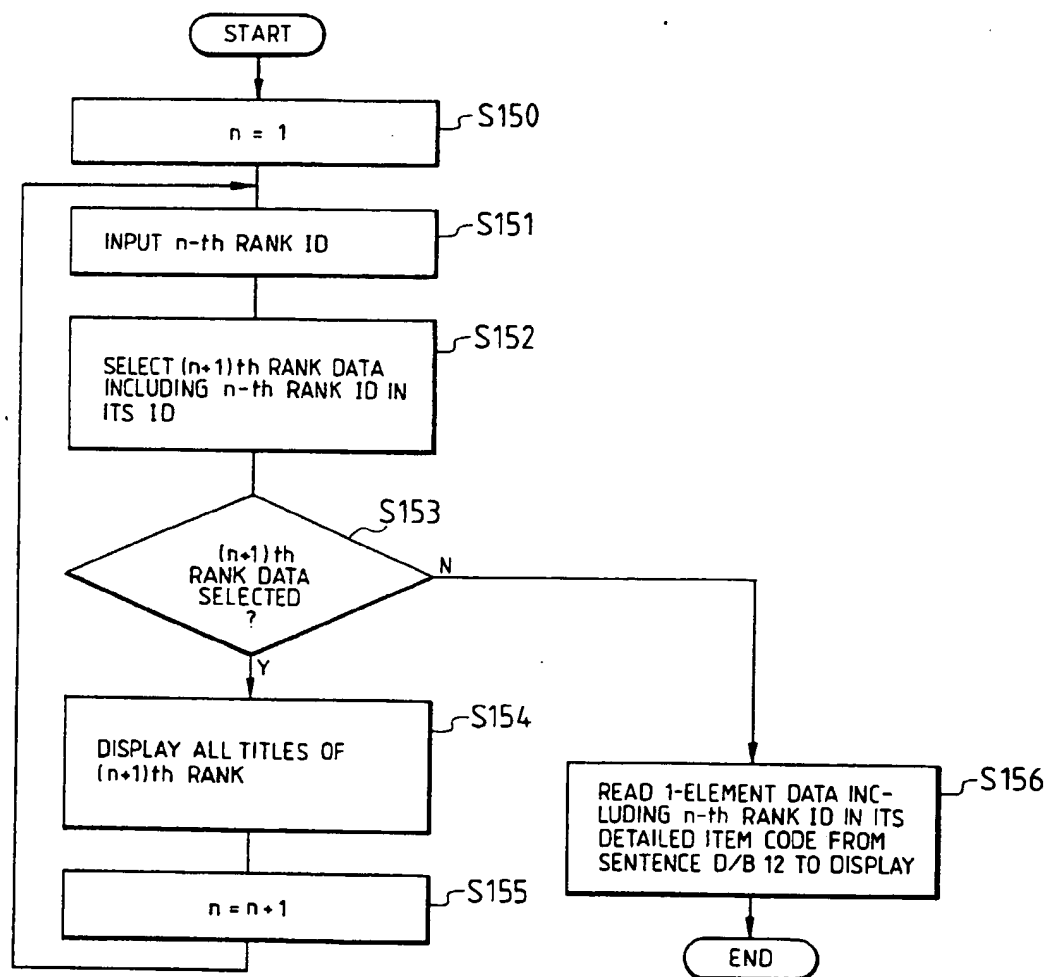 START
n = 1
S150
INPUT n-th RANK ID
S151
SELECT (n+1)th RANK DATA
INCLUDING n-th RANK ID IN
ITS ID
S152
(n+1)th
RANK DATA
SELECTED
?
S153
N
Y
DISPLAY ALL TITLES OF
(n+1)th RANK
S154
n = n+1
S155
READ 1-ELEMENT DATA INC-
LUDING n-th RANK ID IN ITS
DETAILED ITEM CODE FROM
SENTENCE D/B 12 TO DISPLAY
S156
END